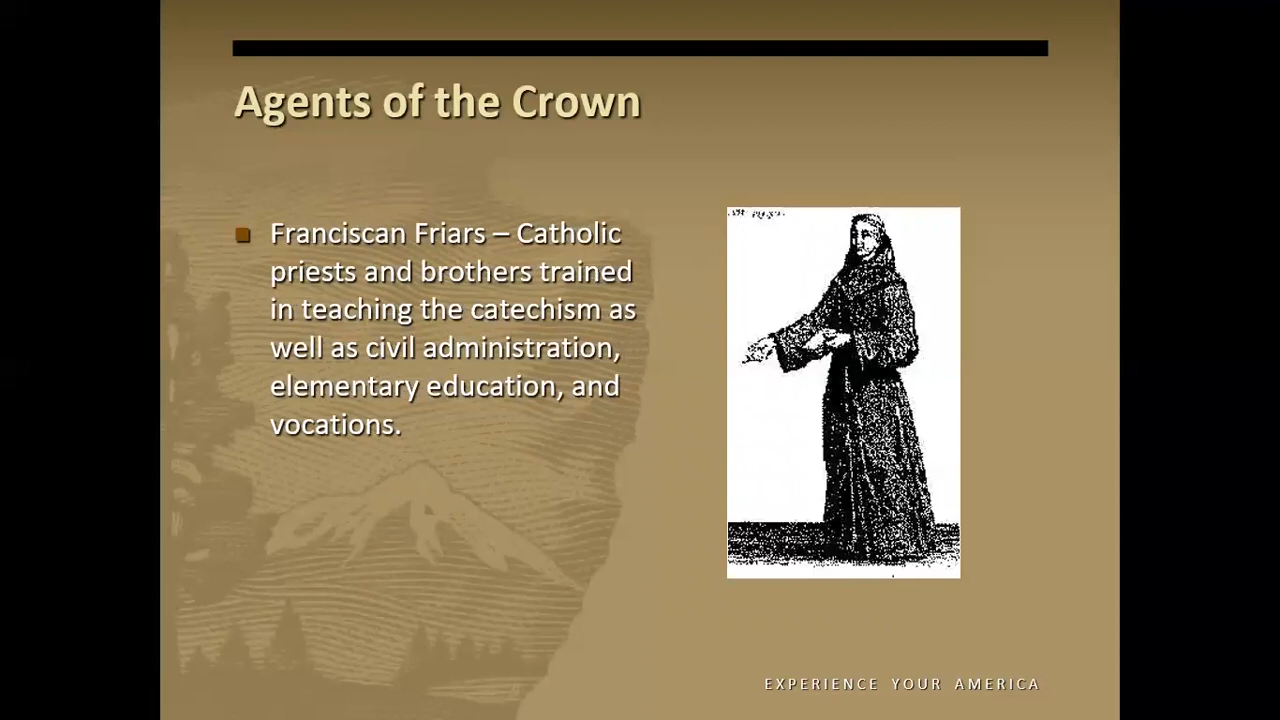 Agents of the Crown
Franciscan Friars – Catholic
priests and brothers trained
in teaching the catechism as
well as civil administration,
elementary education, and
vocations.
EXPERIENCE YOUR AMERICA